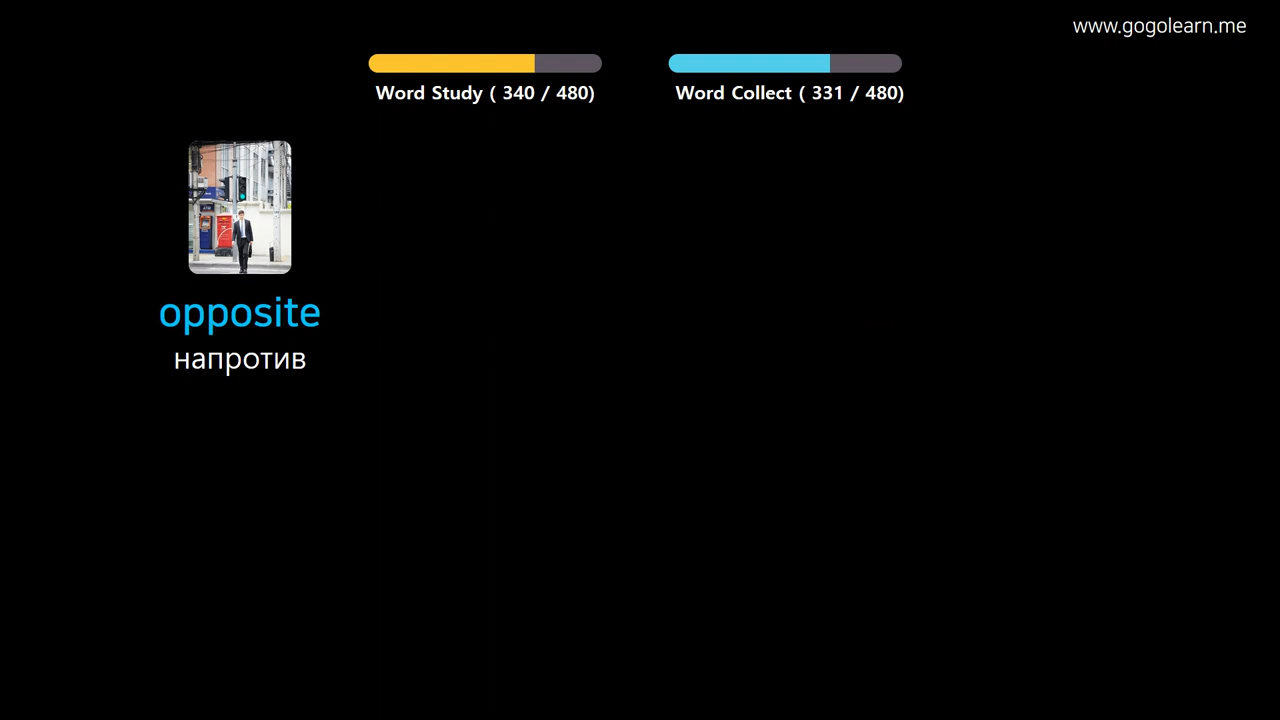 www.gogolearn.me
Word Study ( 340 / 480)
Word Collect ( 331 / 480)
opposite
напротив